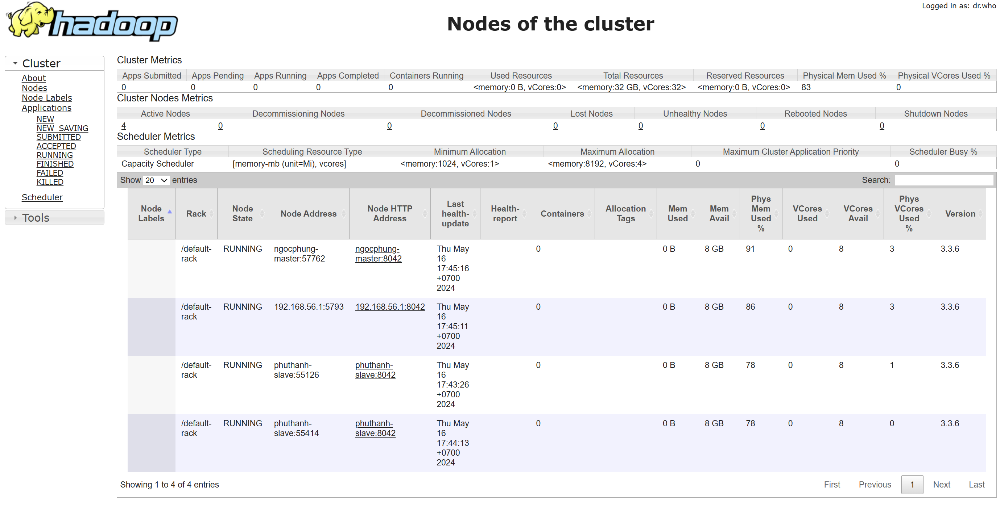 hadoop
Logged in as: dr.who
Nodes of the cluster
Cluster
About
Nodes
Node Labels
Applications
NEW
NEW_SAVING
SUBMITTED
ACCEPTED
RUNNING
FINISHED
FAILED
KILLED
Scheduler
Tools
Cluster Metrics
Apps Submitted Apps Pending Apps Running Apps Completed Containers Running Used Resources Total Resources Reserved Resources Physical Mem Used % Physical VCores Used %
0 0 0 0 0 <memory:0 B, vCores:0> <memory:32 GB, vCores:32> <memory:0 B, vCores:0> 83 0
Cluster Nodes Metrics
Active Nodes Decommissioning Nodes Decommissioned Nodes Lost Nodes Unhealthy Nodes Rebooted Nodes Shutdown Nodes
4 0 0 0 0 0 0
Scheduler Metrics
Scheduler Type Scheduling Resource Type Minimum Allocation Maximum Allocation Maximum Cluster Application Priority Scheduler Busy %
Capacity Scheduler [memory-mb (unit=Mi), vcores] <memory:1024, vCores:1> <memory:8192, vCores:4> 0 0
Show 20 entries Search:
Node Labels Rack Node State Node Address Node HTTP Address Last health-update Health-report Containers Allocation Tags Mem Used Mem Avail Phys Mem Used % VCores Used VCores Avail Phys VCores Used % Version
/default-rack RUNNING ngocphung-master:57762 ngocphung-master:8042 Thu May 16 17:45:16 +0700 2024 0 0 B 8 GB 91 0 8 3 3.3.6
/default-rack RUNNING 192.168.56.1:5793 192.168.56.1:8042 Thu May 16 17:45:11 +0700 2024 0 0 B 8 GB 86 0 8 3 3.3.6
/default-rack RUNNING phuthanh-slave:55126 phuthanh-slave:8042 Thu May 16 17:43:26 +0700 2024 0 0 B 8 GB 78 0 8 1 3.3.6
/default-rack RUNNING phuthanh-slave:55414 phuthanh-slave:8042 Thu May 16 17:44:13 +0700 2024 0 0 B 8 GB 78 0 8 0 3.3.6
Showing 1 to 4 of 4 entries First Previous 1 Next Last